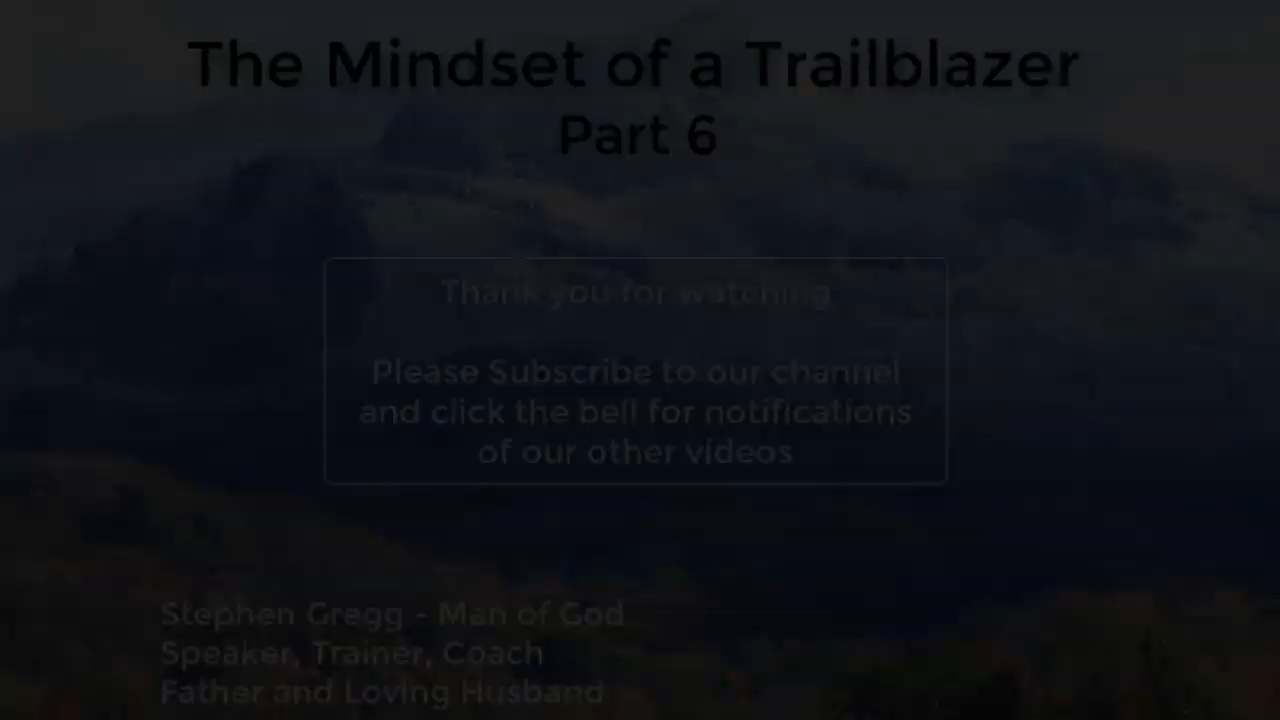 The Mindset of a Trailblazer
Part 6
Thank you for watching
Please Subscribe to our channel
and click the bell for notifications
of our other videos
Stephen Gregg - Man of God
Speaker, Trainer, Coach
Father and Loving Husband